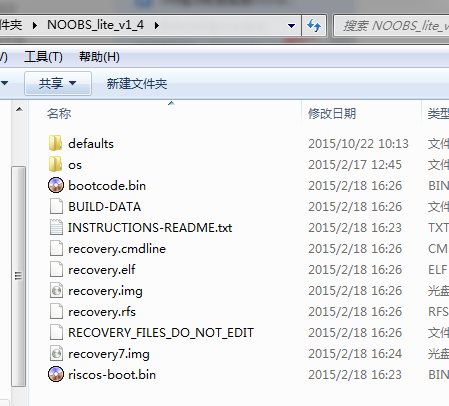 件夹 ▸ NOOBS_lite_v1_4 ▸
搜索 NOOBS_lite_v
工具(T) 帮助(H)
共享 新建文件夹
名称 修改日期 类型
defaults 2015/10/22 10:13 文件
os 2015/2/17 12:45 文件
bootcode.bin 2015/2/18 16:26 BIN
BUILD-DATA 2015/2/18 16:26 文件
INSTRUCTIONS-README.txt 2015/2/18 16:23 TXT
recovery.cmdline 2015/2/18 16:26 CM
recovery.elf 2015/2/18 16:26 ELF
recovery.img 2015/2/18 16:26 光盘
recovery.rfs 2015/2/18 16:26 RFS
RECOVERY_FILES_DO_NOT_EDIT 2015/2/18 16:26 文件
recovery7.img 2015/2/18 16:24 光盘
riscos-boot.bin 2015/2/18 16:23 BIN